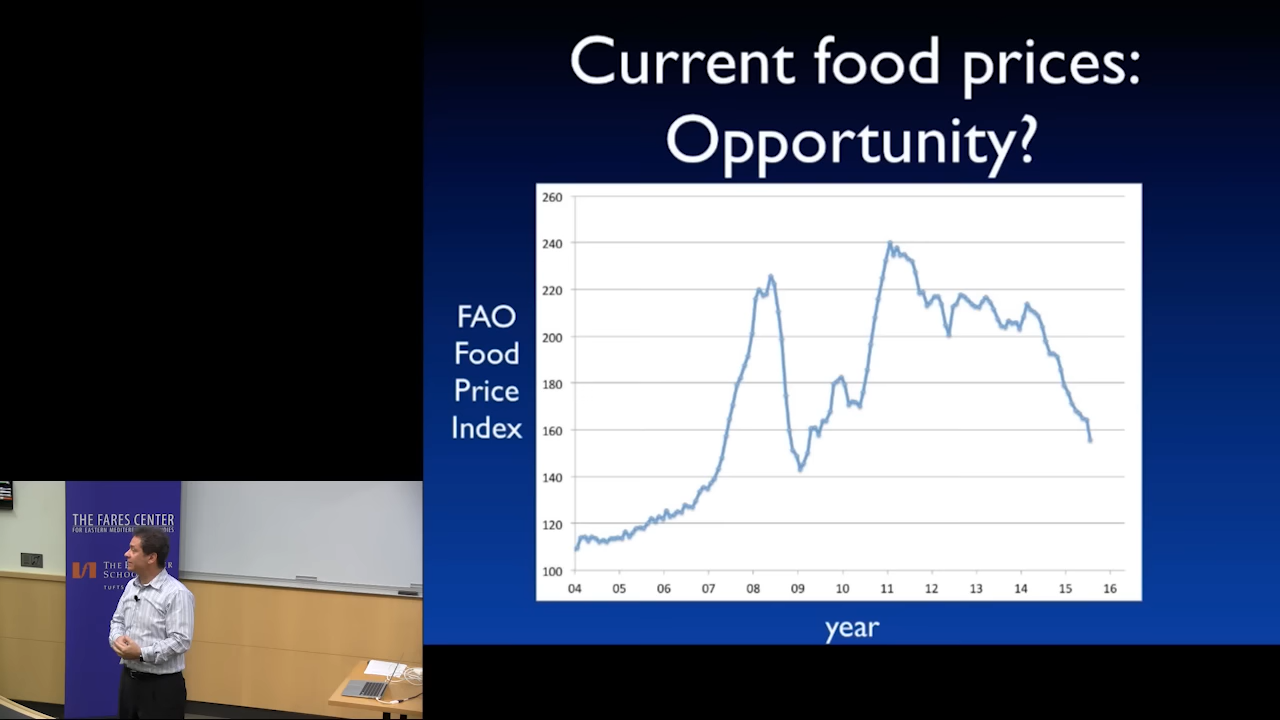 Current food prices:
Opportunity?
FAO
Food
Price
Index
260
240
220
200
180
160
140
120
100
04 05 06 07 08 09 10 11 12 13 14 15 16
year
THE FARES CENTER